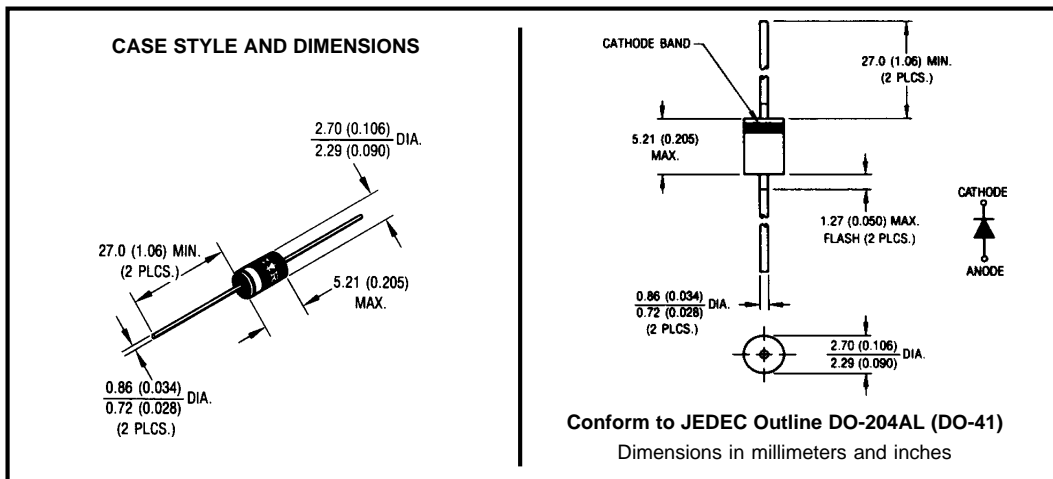 CASE STYLE AND DIMENSIONS
2.70 (0.106)
2.29 (0.090) DIA.
27.0 (1.06) MIN.
(2 PLCS.)
5.21 (0.205)
MAX.
0.86 (0.034)
0.72 (0.028) DIA.
(2 PLCS.)
CATHODE BAND
27.0 (1.06) MIN.
(2 PLCS.)
5.21 (0.205)
MAX.
1.27 (0.050) MAX.
FLASH (2 PLCS.)
CATHODE
ANODE
0.86 (0.034)
0.72 (0.028) DIA.
(2 PLCS.)
2.70 (0.106)
2.29 (0.090) DIA.
Conform to JEDEC Outline DO-204AL (DO-41)
Dimensions in millimeters and inches